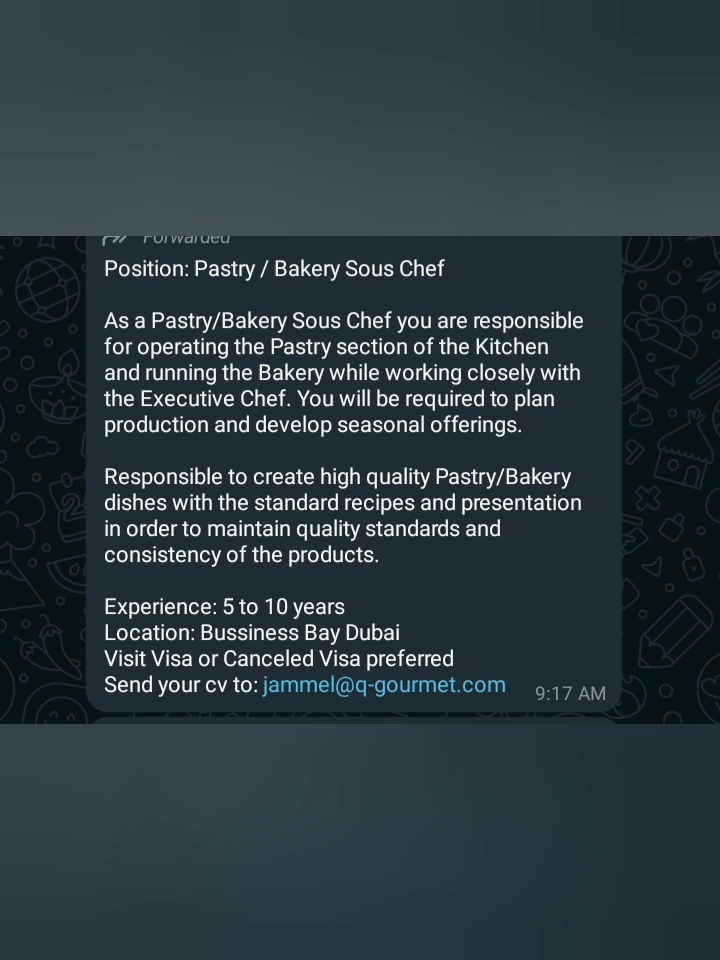 Forwarded
Position: Pastry / Bakery Sous Chef
As a Pastry/Bakery Sous Chef you are responsible
for operating the Pastry section of the Kitchen
and running the Bakery while working closely with
the Executive Chef. You will be required to plan
production and develop seasonal offerings.
Responsible to create high quality Pastry/Bakery
dishes with the standard recipes and presentation
in order to maintain quality standards and
consistency of the products.
Experience: 5 to 10 years
Location: Bussiness Bay Dubai
Visit Visa or Canceled Visa preferred
Send your cv to: jammel@q-gourmet.com
9:17 AM